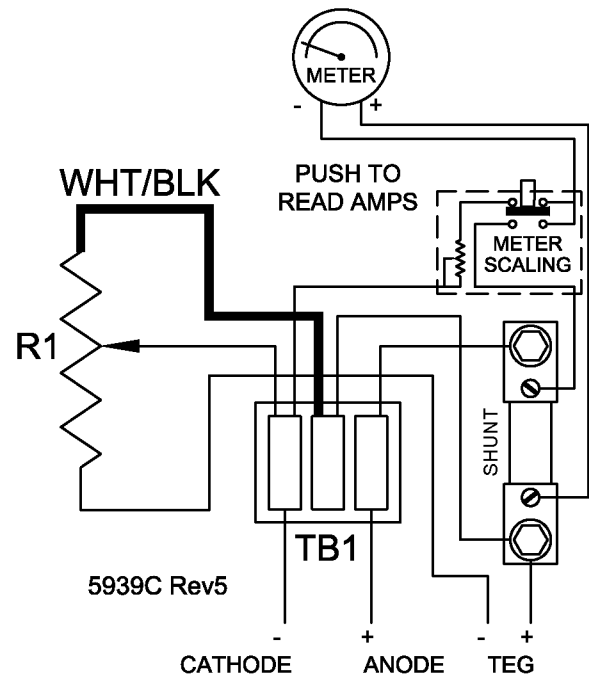 METER
- +
PUSH TO
READ AMPS
WHT/BLK
METER
SCALING
R1
SHUNT
TB1
5939C Rev5
- + - +
CATHODE ANODE TEG